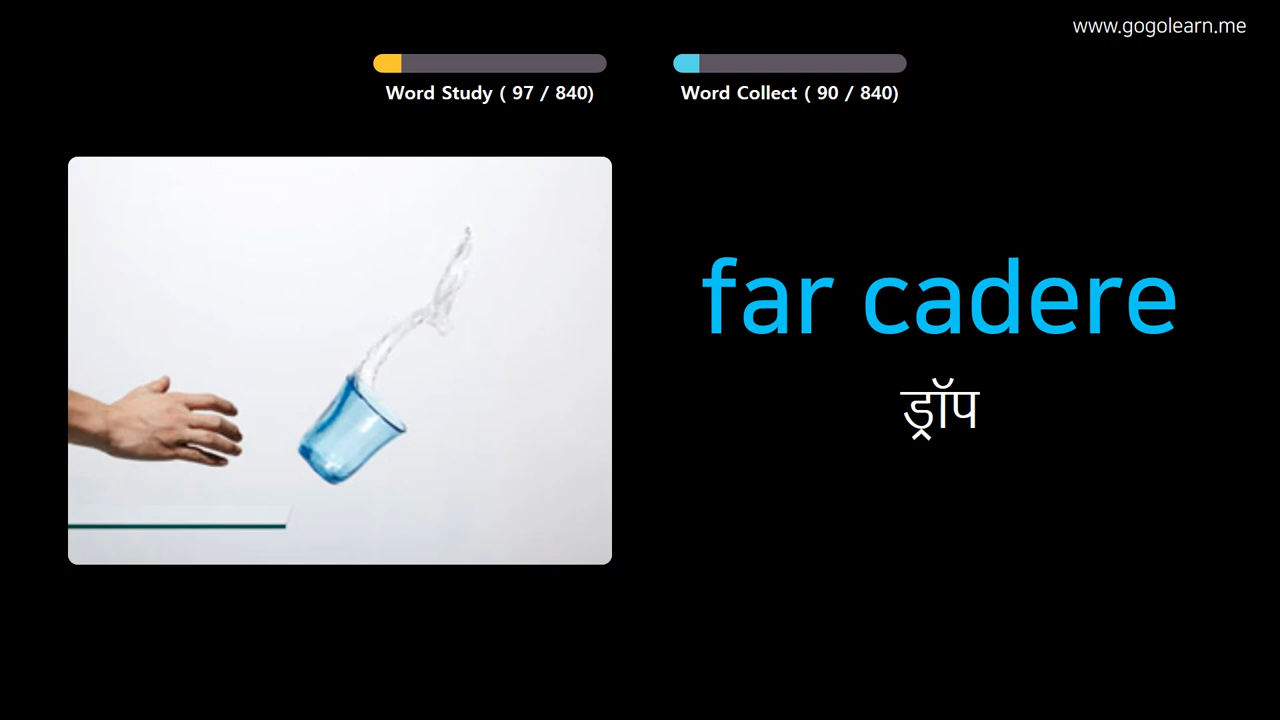 www.gogolearn.me
Word Study ( 97 / 840)
Word Collect ( 90 / 840)
far cadere
ड्रॉप